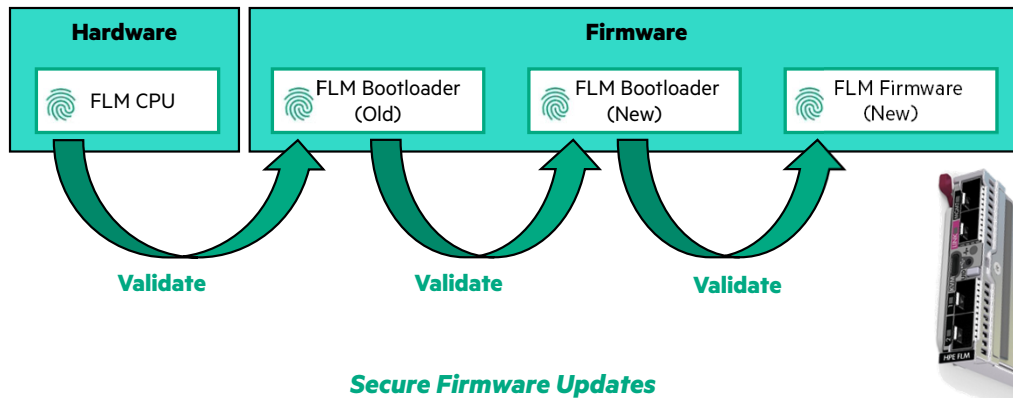 Hardware
Firmware
FLM CPU
FLM Bootloader
(Old)
FLM Bootloader
(New)
FLM Firmware
(New)
Validate
Validate
Validate
LINK
HPE FLM
Secure Firmware Updates